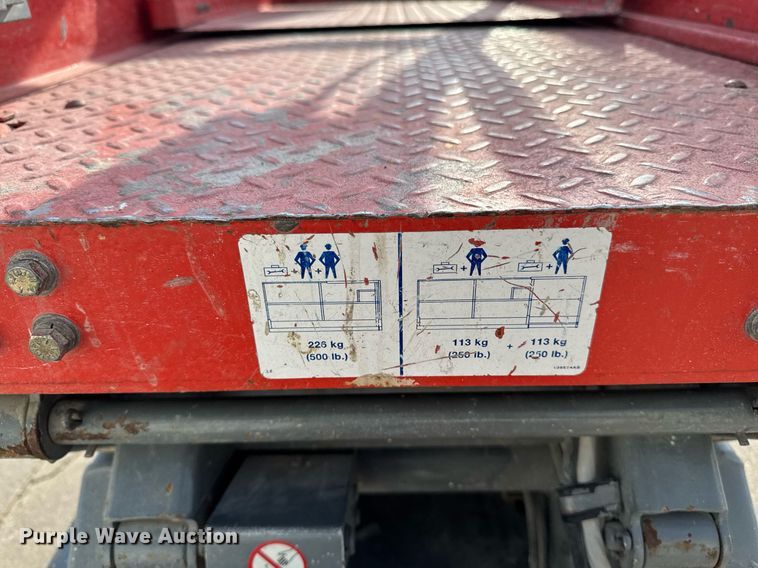 226 kg
(500 lb.)
113 kg + 113 kg
(250 lb.) (250 lb.)
Purple Wave Auction